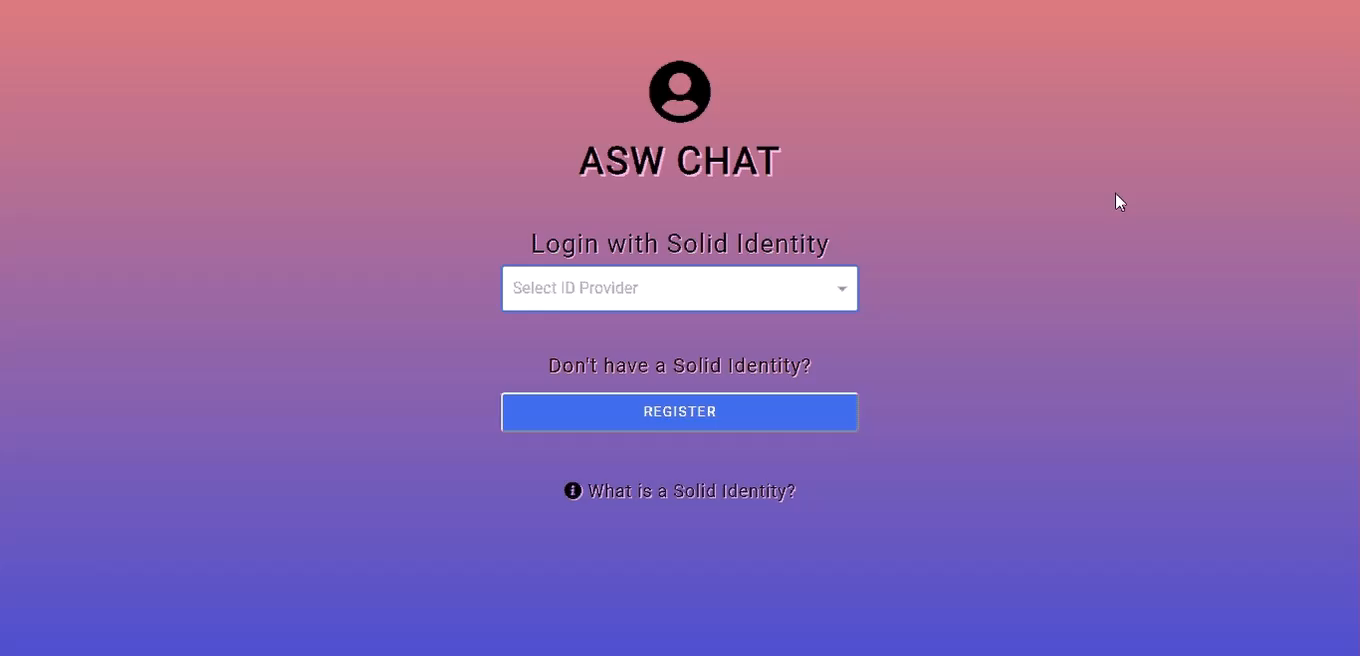 ASW CHAT
Login with Solid Identity
Select ID Provider
Don't have a Solid Identity?
REGISTER
What is a Solid Identity?